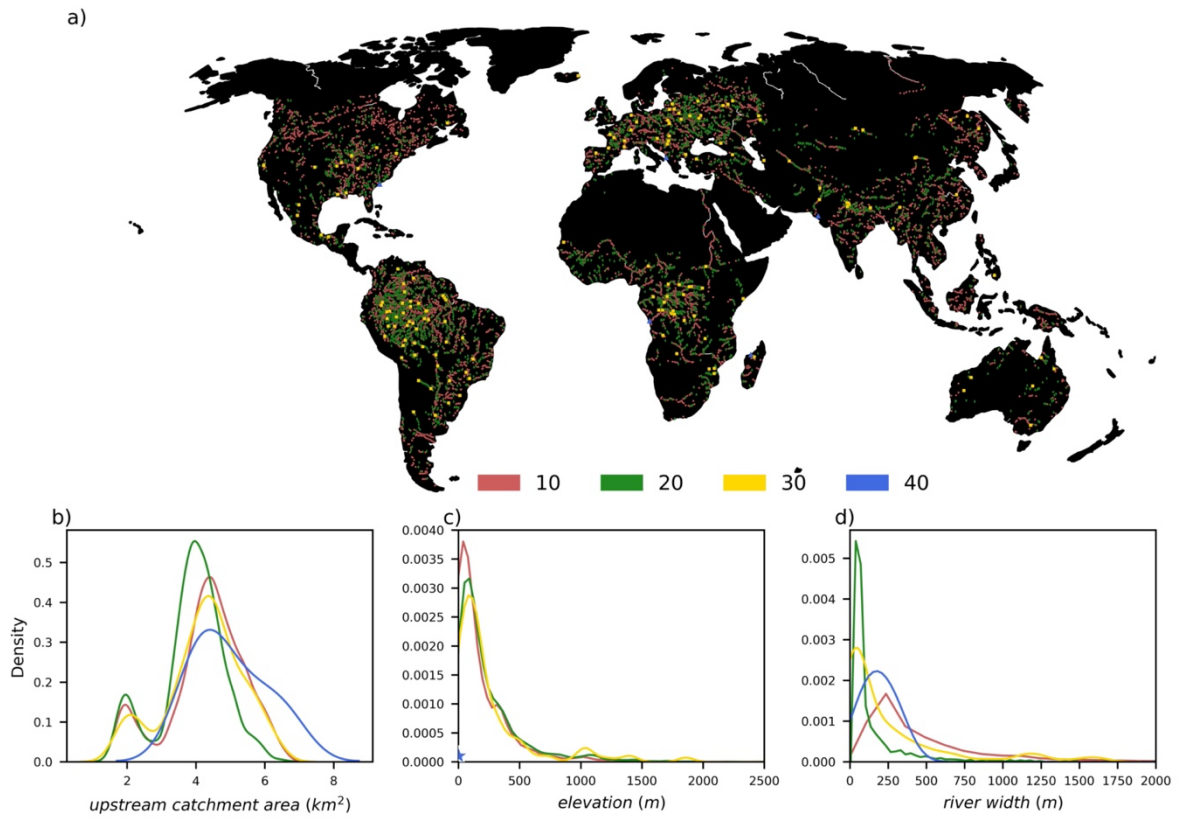 a)
10 20 30 40
b) c) d)
Density
0.5
0.4
0.3
0.2
0.1
0.0
2 4 6 8
upstream catchment area (km²)
0.0040
0.0035
0.0030
0.0025
0.0020
0.0015
0.0010
0.0005
0.0000
0 500 1000 1500 2000 2500
elevation (m)
0.005
0.004
0.003
0.002
0.001
0.000
0 250 500 750 1000 1250 1500 1750 2000
river width (m)